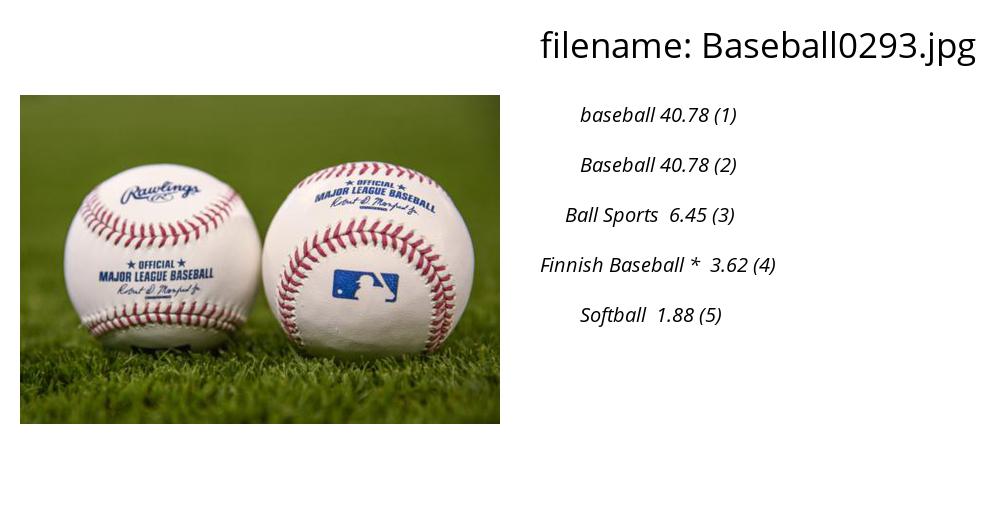 filename: Baseball0293.jpg
baseball 40.78 (1)
Baseball 40.78 (2)
Ball Sports 6.45 (3)
Finnish Baseball * 3.62 (4)
Softball 1.88 (5)
Rawlings
R
★ OFFICIAL ★
MAJOR LEAGUE BASEBALL
Robert D. Manfred Jr.
★ OFFICIAL ★
MAJOR LEAGUE BASEBALL
Robert D. Manfred Jr.